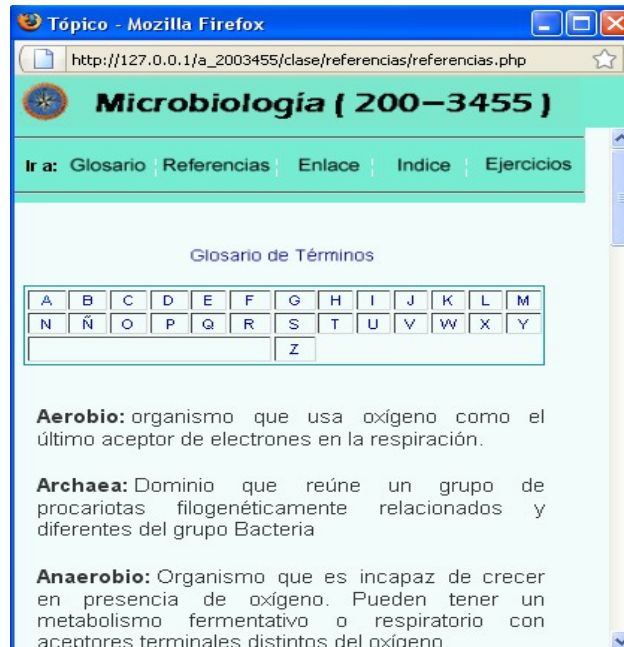 Tópico - Mozilla Firefox
http://127.0.0.1/a_2003455/clase/referencias/referencias.php
Microbiología ( 200-3455 )
Ir a: Glosario Referencias Enlace Indice Ejercicios
Glosario de Términos
A B C D E F G H I J K L M
N Ñ O P Q R S T U V W X Y
Z
Aerobio: organismo que usa oxígeno como el
último aceptor de electrones en la respiración.
Archaea: Dominio que reúne un grupo de
procariotas filogenéticamente relacionados y
diferentes del grupo Bacteria
Anaerobio: Organismo que es incapaz de crecer
en presencia de oxígeno. Pueden tener un
metabolismo fermentativo o respiratorio con
aceptores terminales distintos del oxígeno